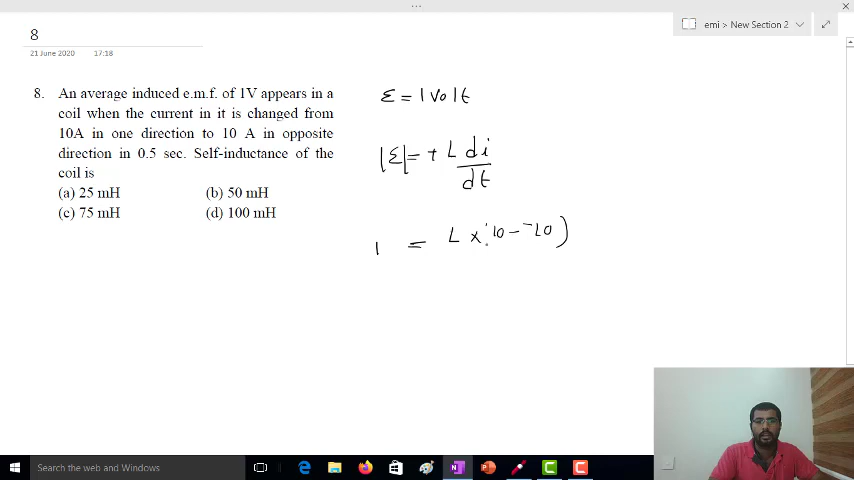 emi > New Section 2
8
21 June 2020 17:18
8. An average induced e.m.f. of 1V appears in a
coil when the current in it is changed from
10A in one direction to 10 A in opposite
direction in 0.5 sec. Self-inductance of the
coil is
(a) 25 mH (b) 50 mH
(c) 75 mH (d) 100 mH
ε = 1 Volt
|ε| = + L di/dt
1 = L × (10 - -10)
Search the web and Windows